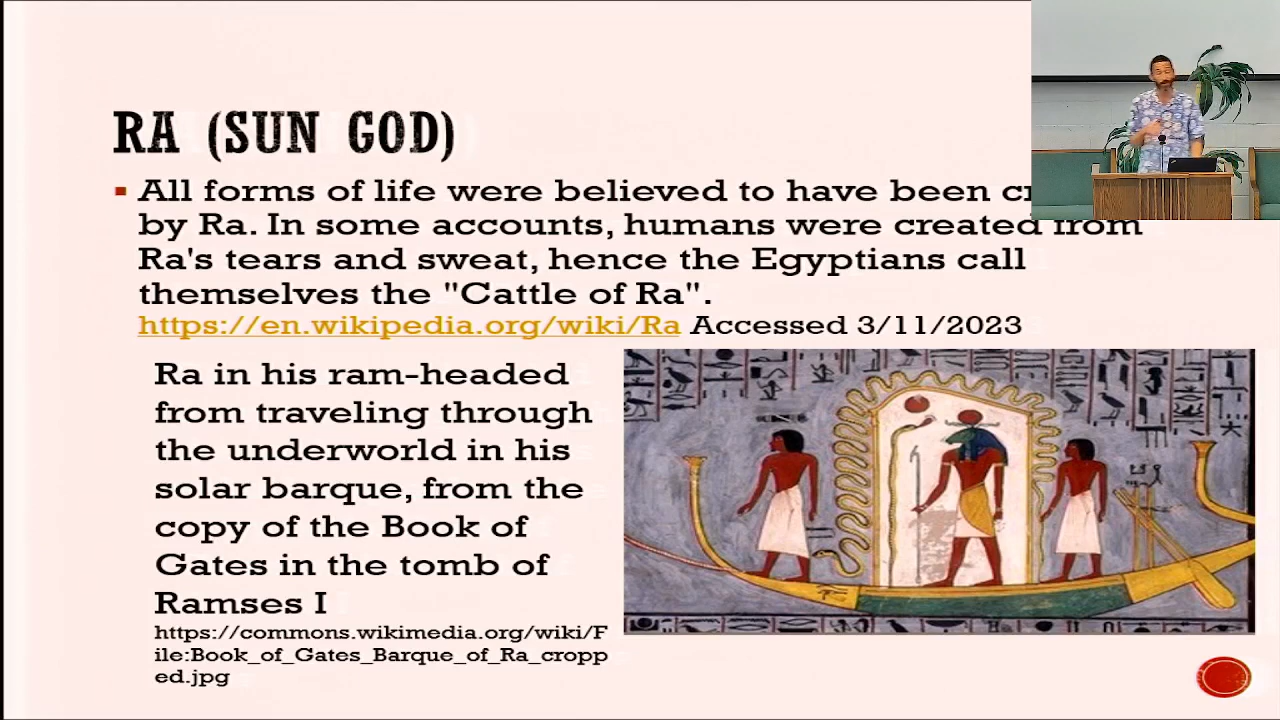 RA (SUN GOD)
All forms of life were believed to have been
by Ra. In some accounts, humans were created from
Ra's tears and sweat, hence the Egyptians call
themselves the "Cattle of Ra".
https://en.wikipedia.org/wiki/Ra Accessed 3/11/2023
Ra in his ram-headed
from traveling through
the underworld in his
solar barque, from the
copy of the Book of
Gates in the tomb of
Ramses I
https://commons.wikimedia.org/wiki/F
ile:Book_of_Gates_Barque_of_Ra_cropp
ed.jpg